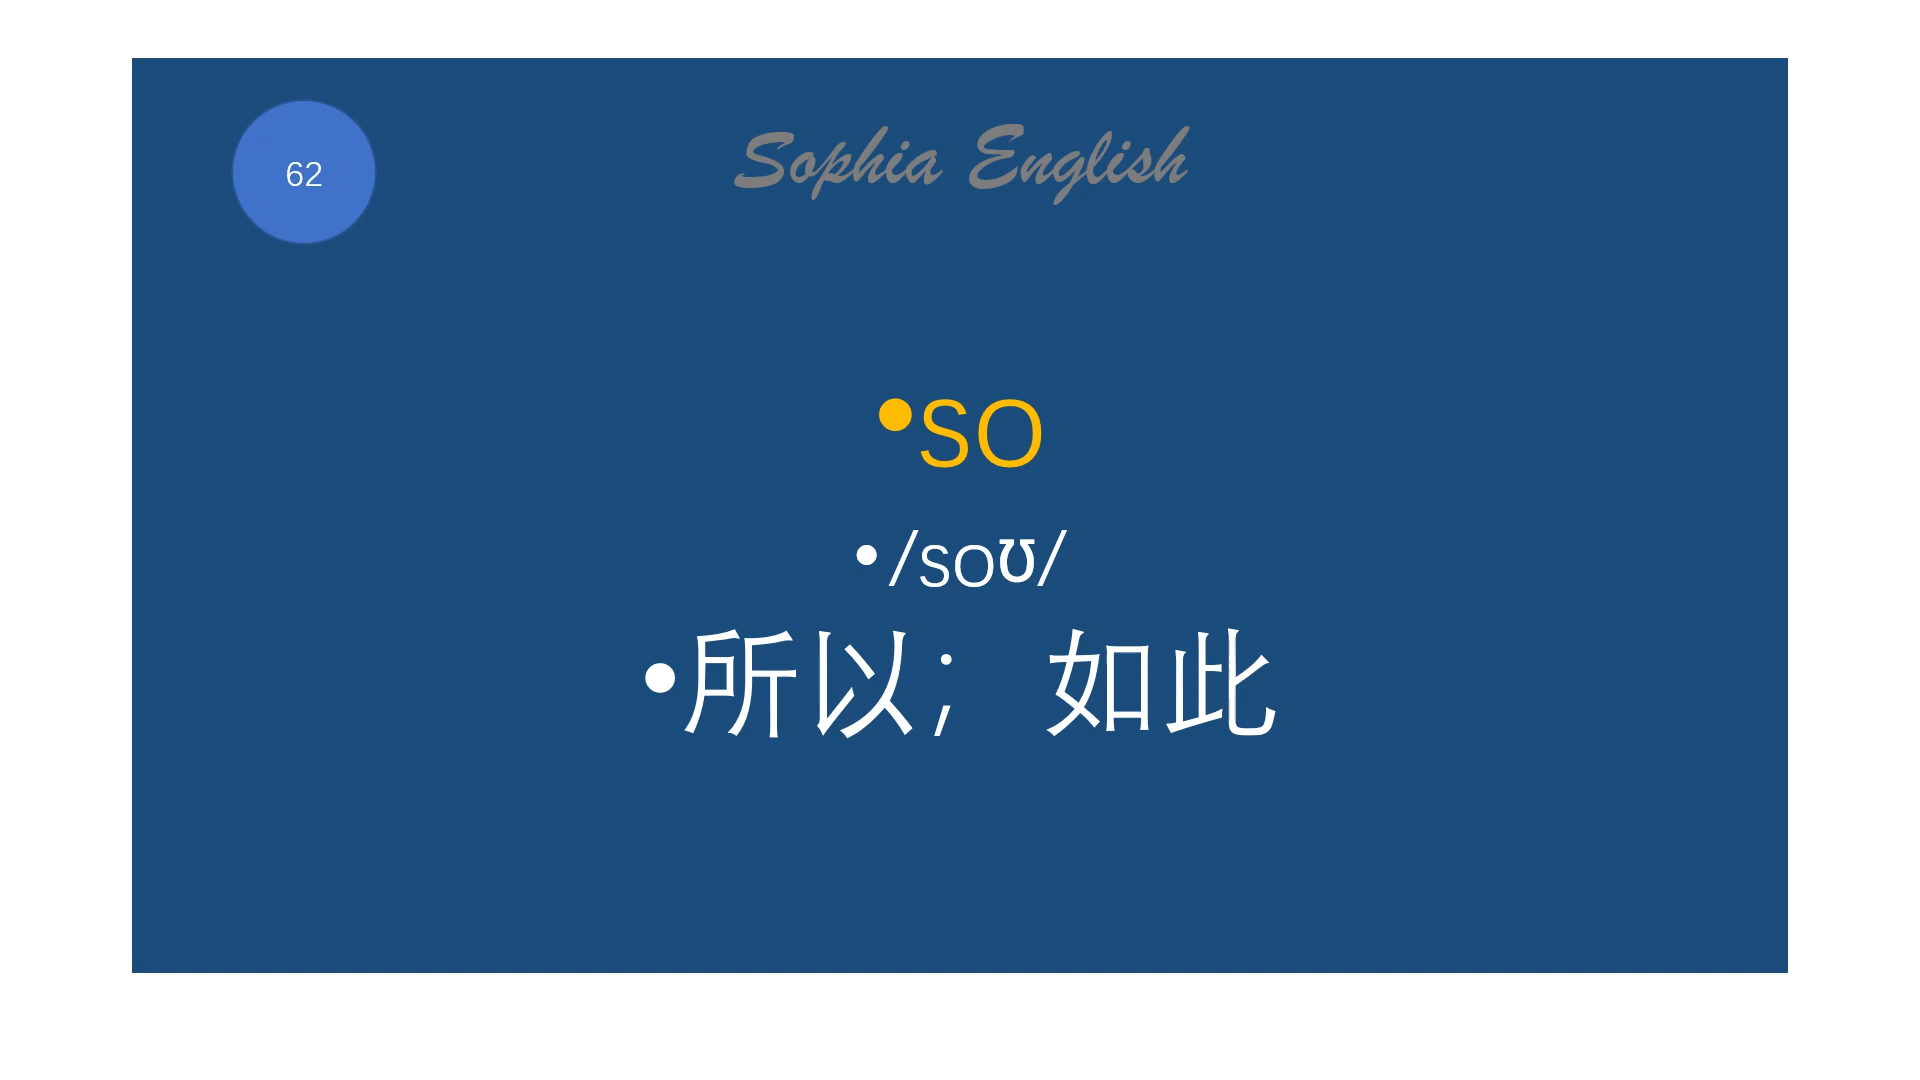 62
Sophia English
•so
•/soʊ/
•所以；如此